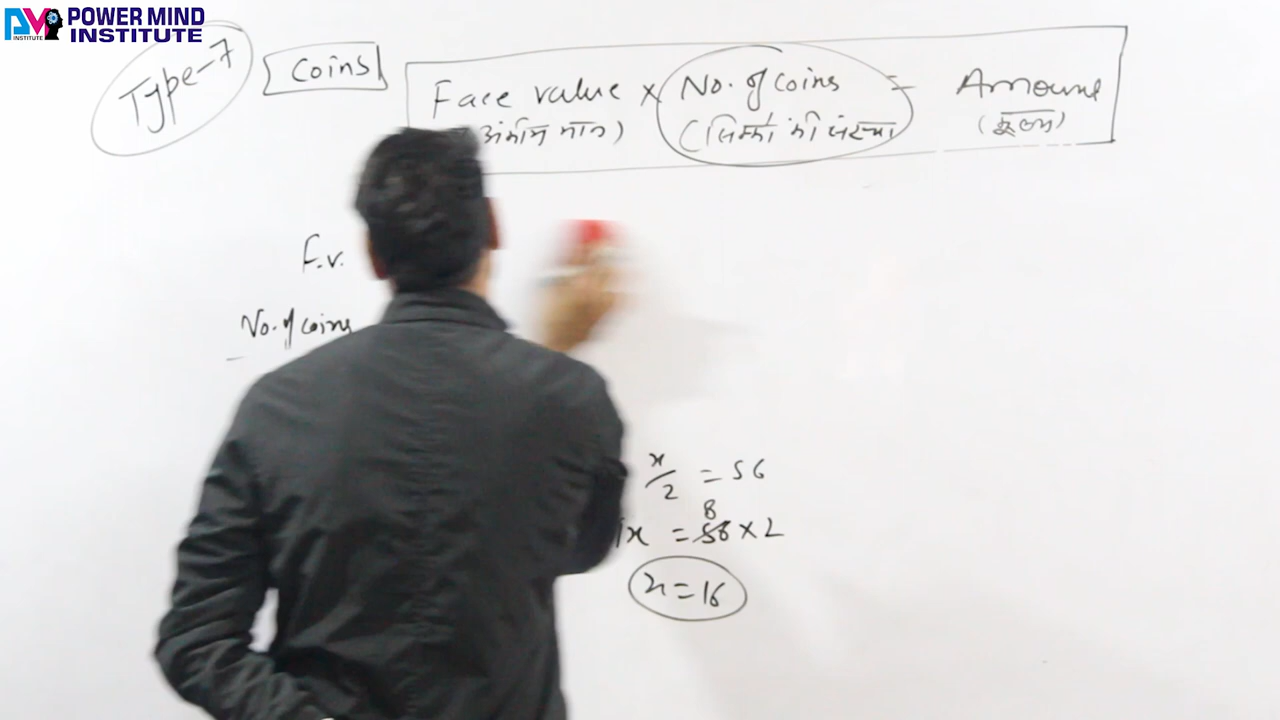 POWER MIND
INSTITUTE
INSTITUTE
Type-7
Coins
Face value × No. of coins = Amount
(सिक्कों की संख्या)
F.v.
No. of coins
x/2 = 56
8
x = 56 × 2
x = 16